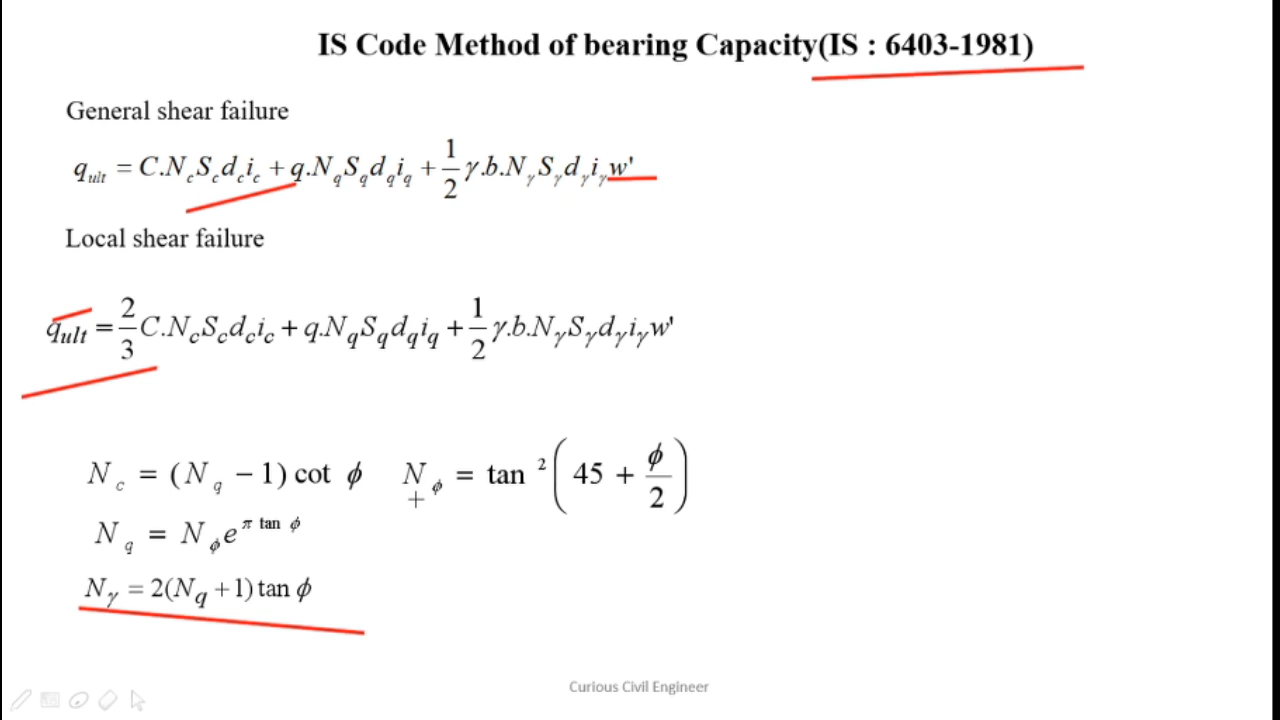 IS Code Method of bearing Capacity(IS : 6403-1981)
General shear failure
q_ult = C.N_c S_c d_c i_c + q.N_q S_q d_q i_q + 1/2 γ.b.N_γ S_γ d_γ i_γ w'
Local shear failure
q_ult = 2/3 C.N_c S_c d_c i_c + q.N_q S_q d_q i_q + 1/2 γ.b.N_γ S_γ d_γ i_γ w'
N_c = (N_q − 1) cot ϕ N_ϕ = tan² (45 + ϕ/2)
N_q = N_ϕ e^(π tan ϕ)
N_γ = 2(N_q + 1) tan ϕ
Curious Civil Engineer